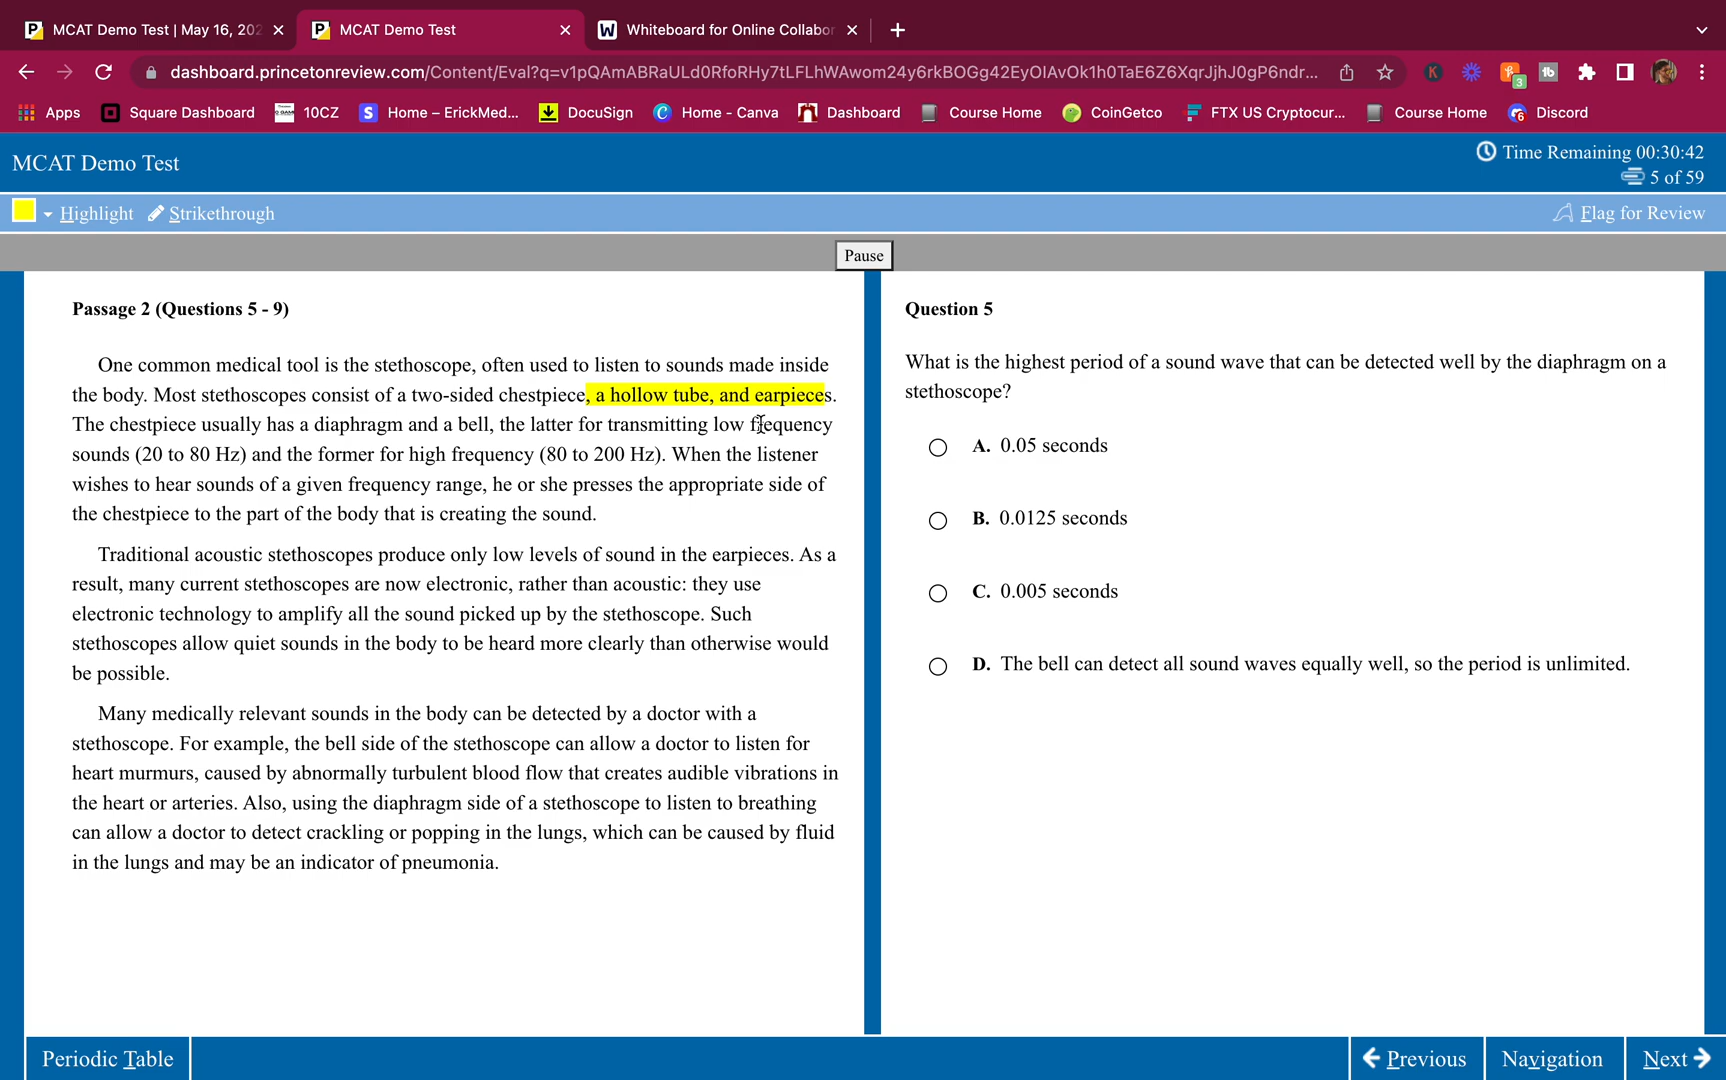 MCAT Demo Test | May 16, 202
MCAT Demo Test
Whiteboard for Online Collabor
dashboard.princetonreview.com/Content/Eval?q=v1pQAmABRaULd0RfoRHy7tLFLhWAwom24y6rkBOGg42EyOlAvOk1h0TaE6Z6XqrJjhJ0gP6ndr...
Apps
Square Dashboard
10CZ
Home – ErickMed...
DocuSign
Home - Canva
Dashboard
Course Home
CoinGetco
FTX US Cryptocur...
Course Home
Discord
MCAT Demo Test
Time Remaining 00:30:42
5 of 59
Highlight
Strikethrough
Flag for Review
Pause
Passage 2 (Questions 5 - 9)
One common medical tool is the stethoscope, often used to listen to sounds made inside
the body. Most stethoscopes consist of a two-sided chestpiece, a hollow tube, and earpieces.
The chestpiece usually has a diaphragm and a bell, the latter for transmitting low frequency
sounds (20 to 80 Hz) and the former for high frequency (80 to 200 Hz). When the listener
wishes to hear sounds of a given frequency range, he or she presses the appropriate side of
the chestpiece to the part of the body that is creating the sound.
Traditional acoustic stethoscopes produce only low levels of sound in the earpieces. As a
result, many current stethoscopes are now electronic, rather than acoustic: they use
electronic technology to amplify all the sound picked up by the stethoscope. Such
stethoscopes allow quiet sounds in the body to be heard more clearly than otherwise would
be possible.
Many medically relevant sounds in the body can be detected by a doctor with a
stethoscope. For example, the bell side of the stethoscope can allow a doctor to listen for
heart murmurs, caused by abnormally turbulent blood flow that creates audible vibrations in
the heart or arteries. Also, using the diaphragm side of a stethoscope to listen to breathing
can allow a doctor to detect crackling or popping in the lungs, which can be caused by fluid
in the lungs and may be an indicator of pneumonia.
Question 5
What is the highest period of a sound wave that can be detected well by the diaphragm on a
stethoscope?
A. 0.05 seconds
B. 0.0125 seconds
C. 0.005 seconds
D. The bell can detect all sound waves equally well, so the period is unlimited.
Periodic Table
Previous
Navigation
Next